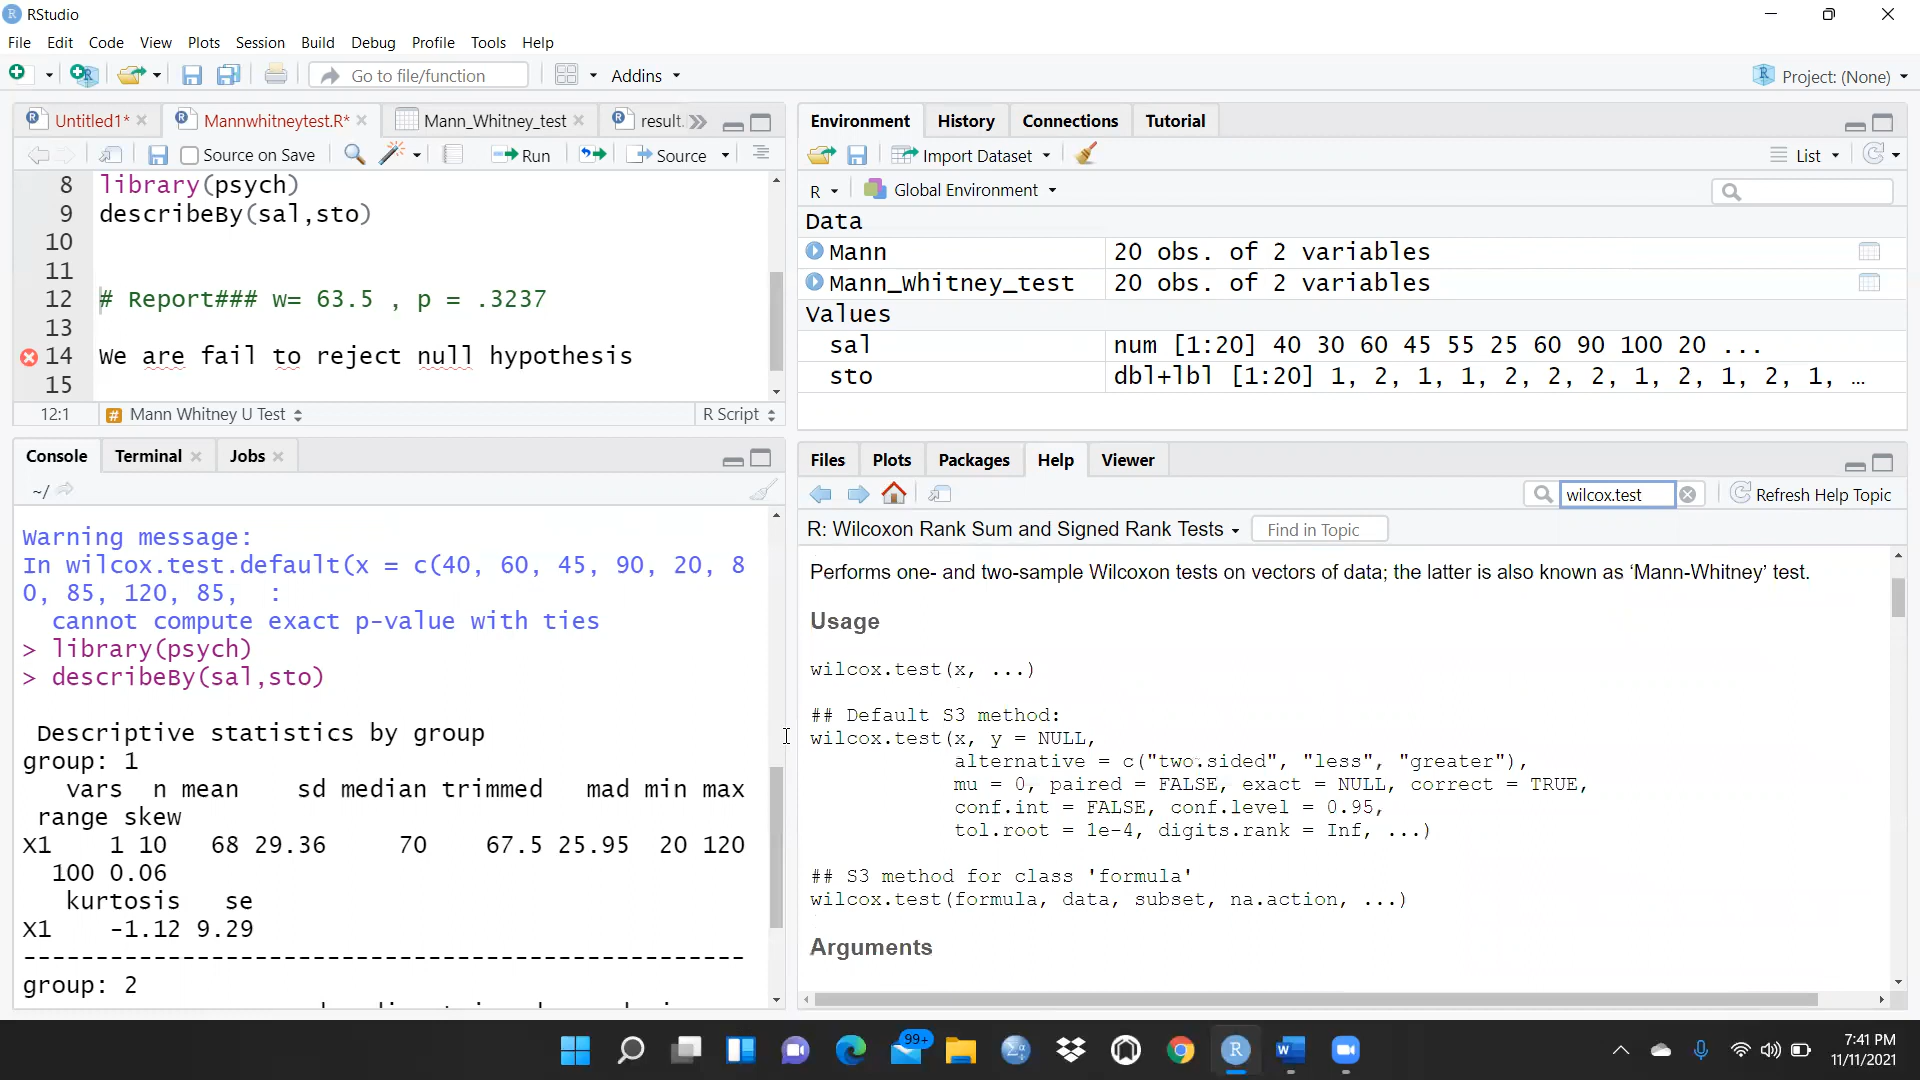 RStudio
File Edit Code View Plots Session Build Debug Profile Tools Help
Go to file/function Addins Project: (None)
Untitled1* Mannwhitneytest.R* Mann_Whitney_test result.
Source on Save Run Source
8 library(psych)
9 describeBy(sal,sto)
10
11
12 # Report### w= 63.5 , p = .3237
13
14 We are fail to reject null hypothesis
15
12:1 # Mann Whitney U Test R Script
Console Terminal Jobs
~/
Warning message:
In wilcox.test.default(x = c(40, 60, 45, 90, 20, 8
0, 85, 120, 85,  :
  cannot compute exact p-value with ties
> library(psych)
> describeBy(sal,sto)
Descriptive statistics by group
group: 1
vars n mean sd median trimmed mad min max
range skew
X1 1 10 68 29.36 70 67.5 25.95 20 120
100 0.06
kurtosis se
X1 -1.12 9.29
--------------------------------------------------
group: 2
Environment History Connections Tutorial
Import Dataset List
R Global Environment
Data
Mann 20 obs. of 2 variables
Mann_Whitney_test 20 obs. of 2 variables
Values
sal num [1:20] 40 30 60 45 55 25 60 90 100 20 ...
sto dbl+lbl [1:20] 1, 2, 1, 1, 2, 2, 2, 1, 2, 1, 2, 1, …
Files Plots Packages Help Viewer
wilcox.test Refresh Help Topic
R: Wilcoxon Rank Sum and Signed Rank Tests Find in Topic
Performs one- and two-sample Wilcoxon tests on vectors of data; the latter is also known as ‘Mann-Whitney’ test.
Usage
wilcox.test(x, ...)
## Default S3 method:
wilcox.test(x, y = NULL,
alternative = c("two.sided", "less", "greater"),
mu = 0, paired = FALSE, exact = NULL, correct = TRUE,
conf.int = FALSE, conf.level = 0.95,
tol.root = 1e-4, digits.rank = Inf, ...)
## S3 method for class 'formula'
wilcox.test(formula, data, subset, na.action, ...)
Arguments
99+
7:41 PM
11/11/2021